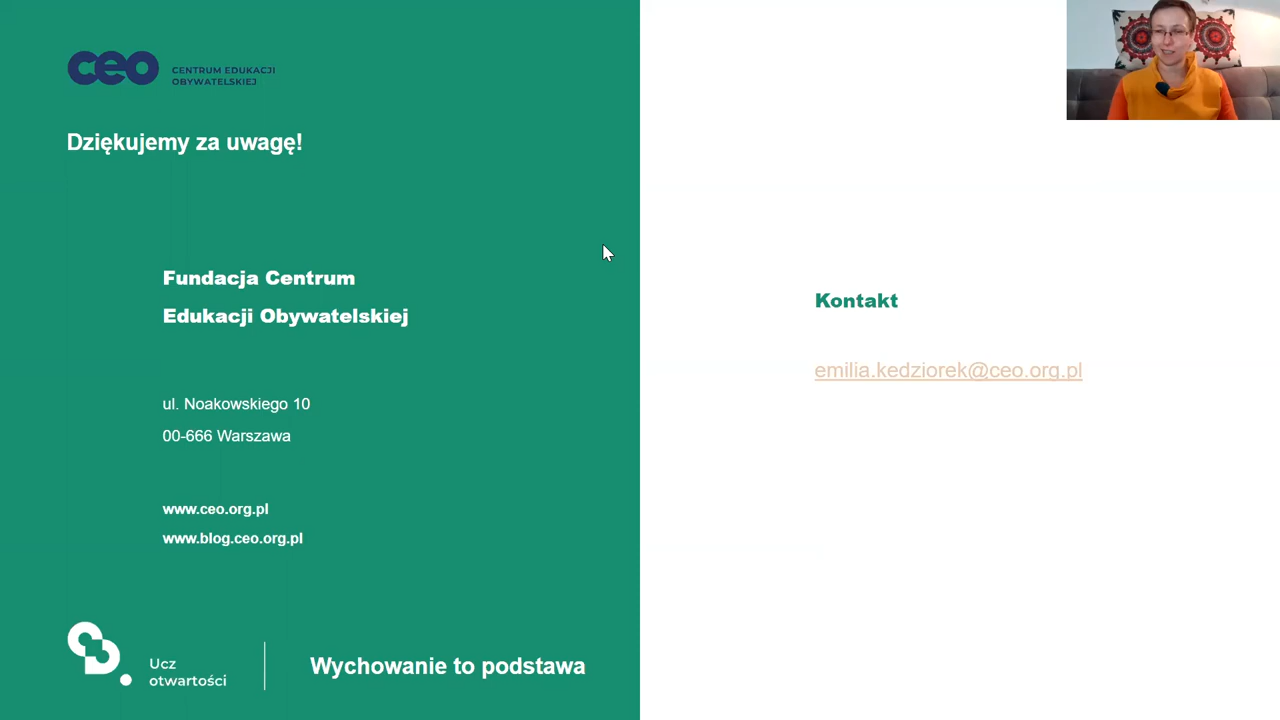 ceo CENTRUM EDUKACJI
OBYWATELSKIEJ
Dziękujemy za uwagę!
Fundacja Centrum
Edukacji Obywatelskiej
ul. Noakowskiego 10
00-666 Warszawa
www.ceo.org.pl
www.blog.ceo.org.pl
Ucz
otwartości
Wychowanie to podstawa
Kontakt
emilia.kedziorek@ceo.org.pl